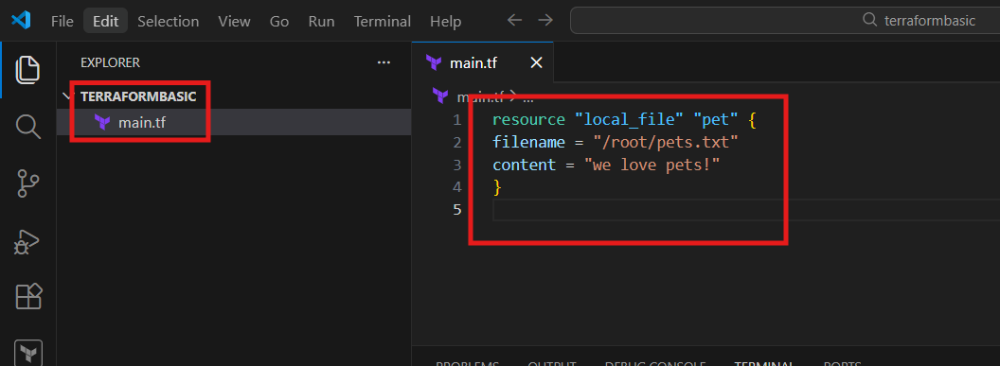 File Edit Selection View Go Run Terminal Help
terraformbasic
EXPLORER
TERRAFORMBASIC
main.tf
main.tf
main.tf > ...
1 resource "local_file" "pet" {
2 filename = "/root/pets.txt"
3 content = "we love pets!"
4 }
5
PROBLEMS OUTPUT DEBUG CONSOLE TERMINAL PORTS